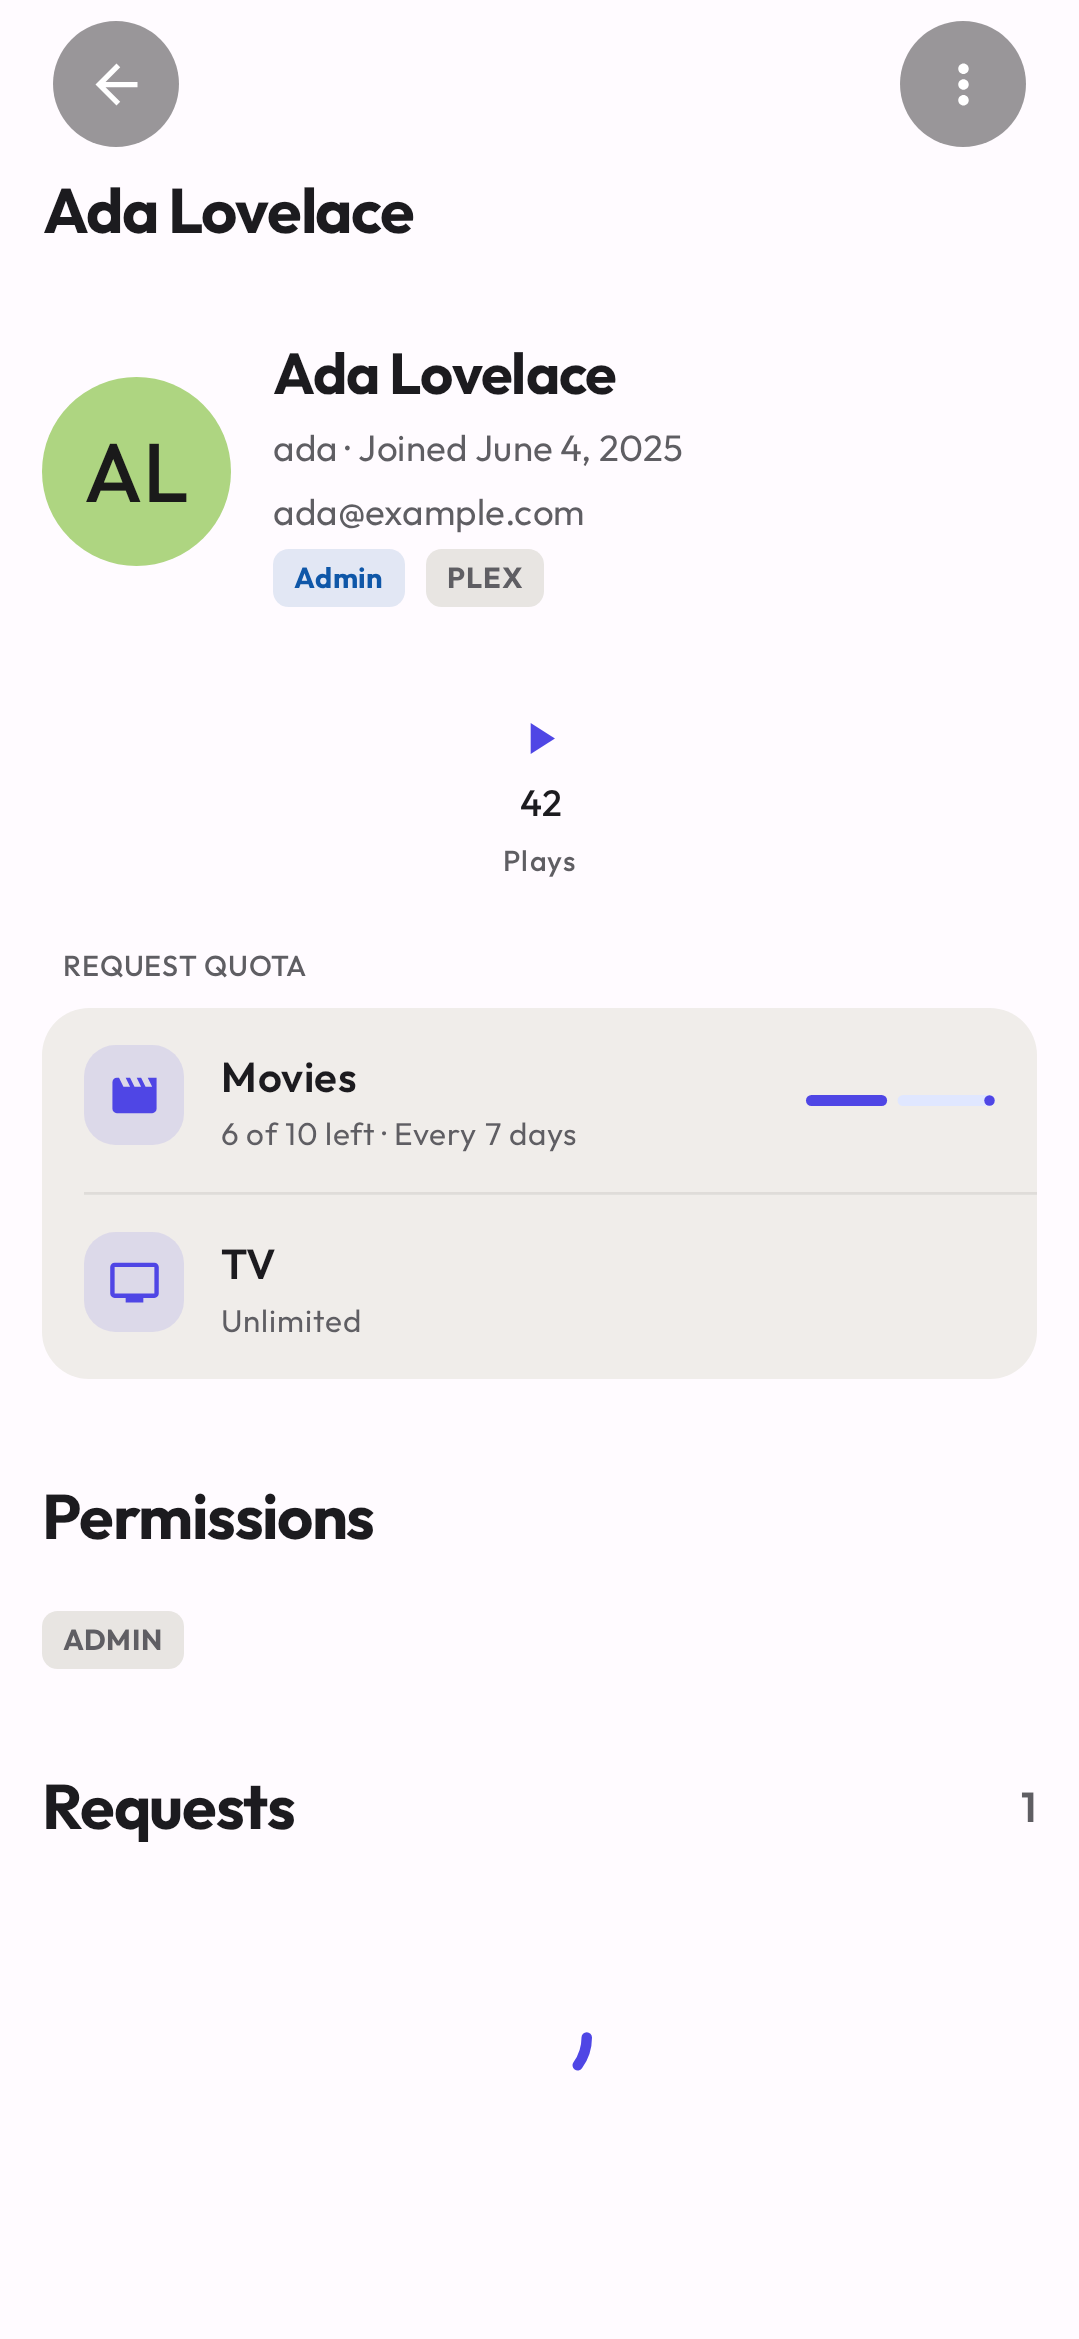 Ada Lovelace
AL
Ada Lovelace
ada · Joined June 4, 2025
ada@example.com
Admin
PLEX
42
Plays
REQUEST QUOTA
Movies
6 of 10 left · Every 7 days
TV
Unlimited
Permissions
ADMIN
Requests
1